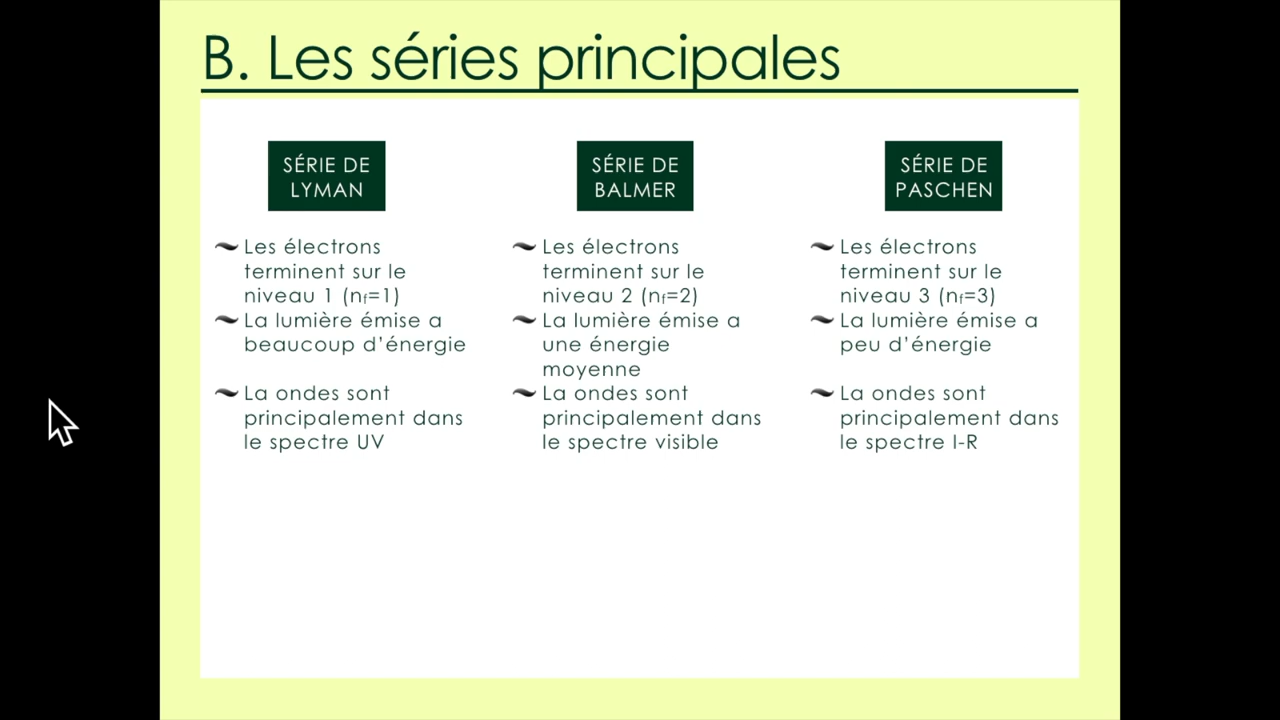 B. Les séries principales
SÉRIE DE
LYMAN
Les électrons
terminent sur le
niveau 1 (nf=1)
La lumière émise a
beaucoup d’énergie
La ondes sont
principalement dans
le spectre UV
SÉRIE DE
BALMER
Les électrons
terminent sur le
niveau 2 (nf=2)
La lumière émise a
une énergie
moyenne
La ondes sont
principalement dans
le spectre visible
SÉRIE DE
PASCHEN
Les électrons
terminent sur le
niveau 3 (nf=3)
La lumière émise a
peu d’énergie
La ondes sont
principalement dans
le spectre I-R